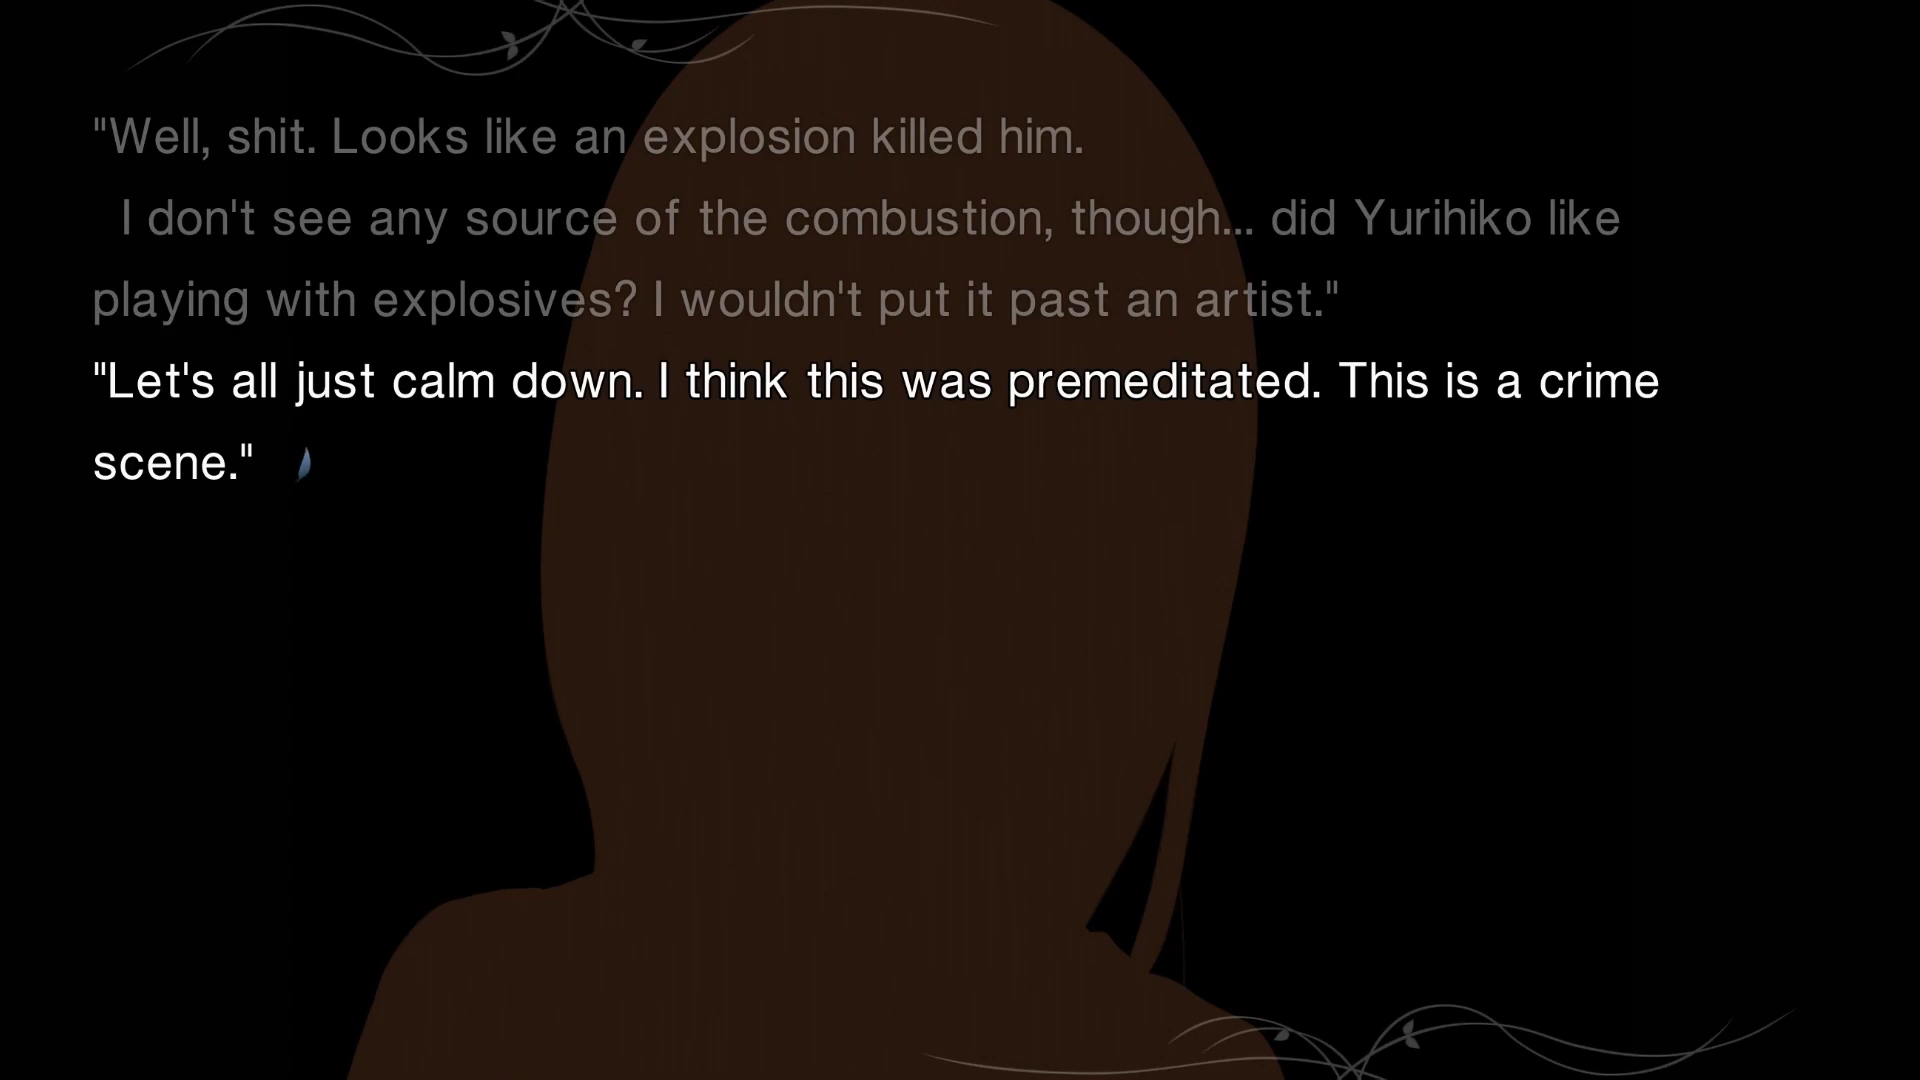 "Well, shit. Looks like an explosion killed him.
I don't see any source of the combustion, though... did Yurihiko like
playing with explosives? I wouldn't put it past an artist."
"Let's all just calm down. I think this was premeditated. This is a crime
scene."